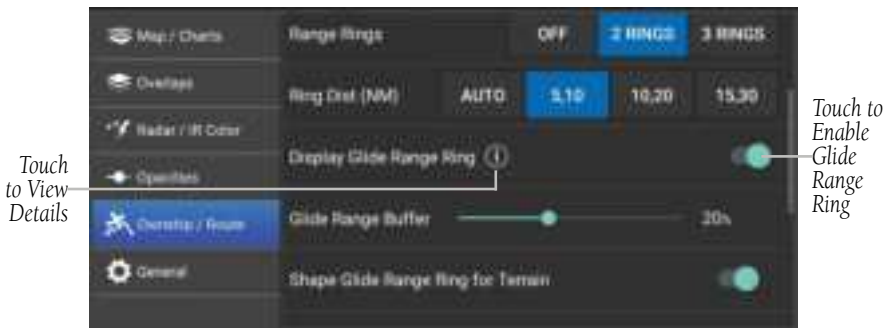 Map / Charts
Overlays
Radar / IR Color
Opacities
Ownship / Route
General
Range Rings
OFF
2 RINGS
3 RINGS
Ring Dist (NM)
AUTO
5,10
10,20
15,30
Display Glide Range Ring
Glide Range Buffer
20%
Shape Glide Range Ring for Terrain
Touch
to View
Details
Touch to
Enable
Glide
Range
Ring